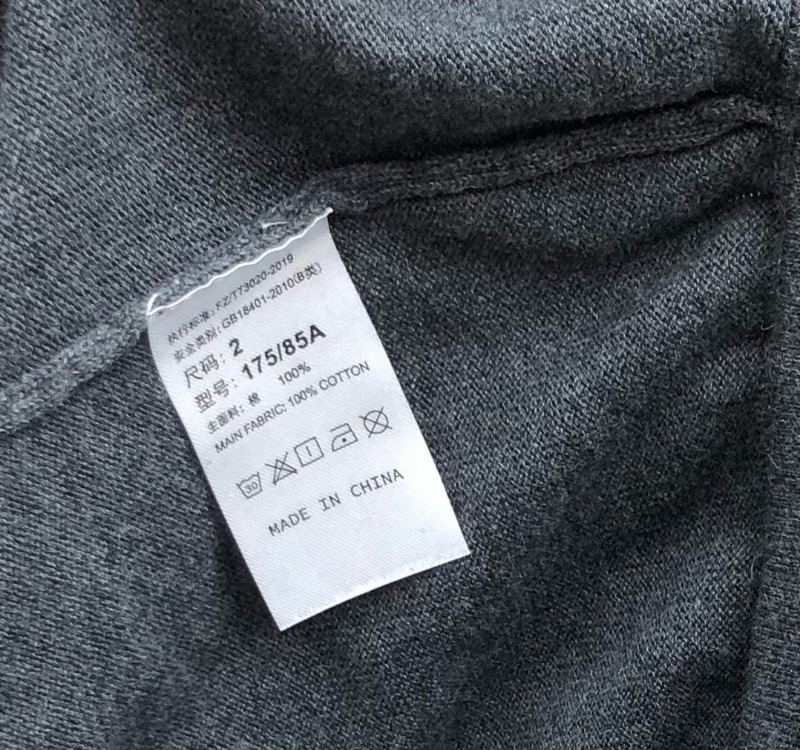 执行标准: FZ/T73020-2019
安全类别: GB18401-2010(B类)
尺码: 2
型号: 175/85A
主面料: 棉 100%
MAIN FABRIC: 100% COTTON
30
MADE IN CHINA